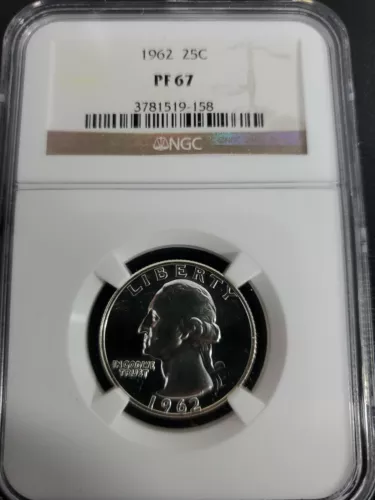 1962 25C
PF 67
3781519-158
NGC
LIBERTY
IN GOD WE
TRUST
1962